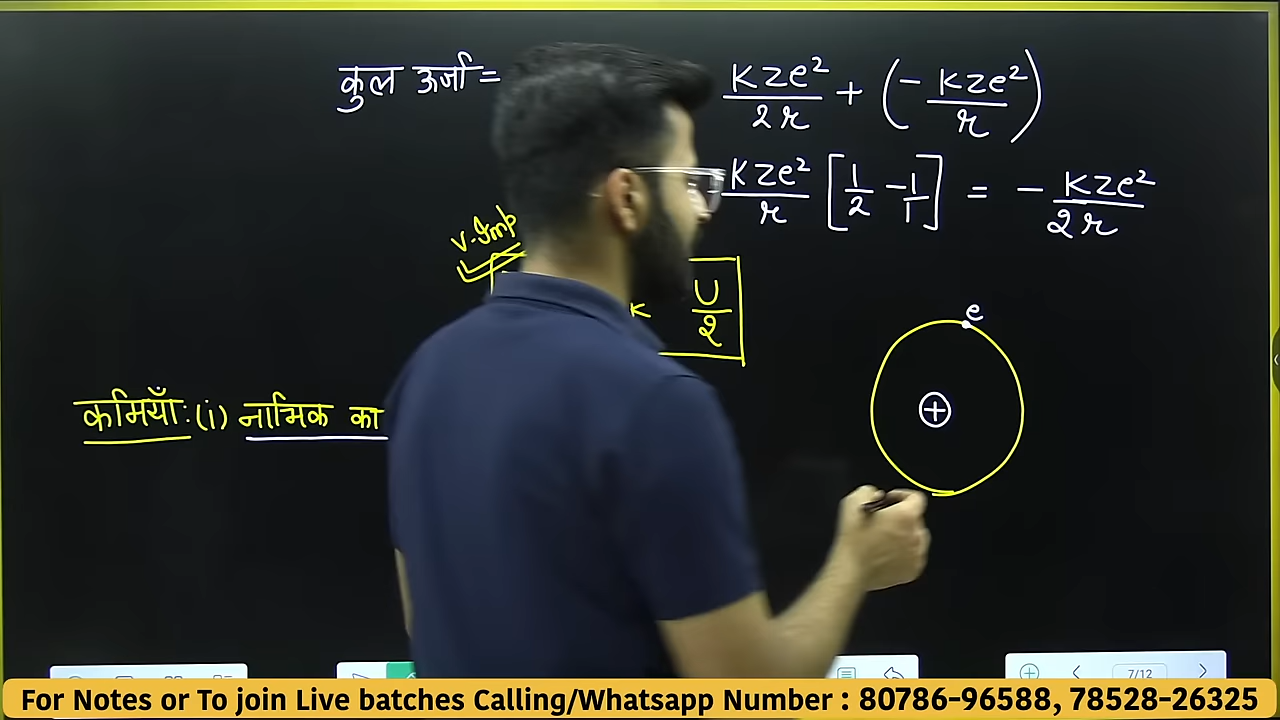 कुल ऊर्जा = KZe²/2r + (-KZe²/r)
KZe²/r [1/2 - 1/1] = - KZe²/2r
V. Imp
K U/2
e
कमियाँ: (i) नाभिक का
+
7/12
For Notes or To join Live batches Calling/Whatsapp Number : 80786-96588, 78528-26325